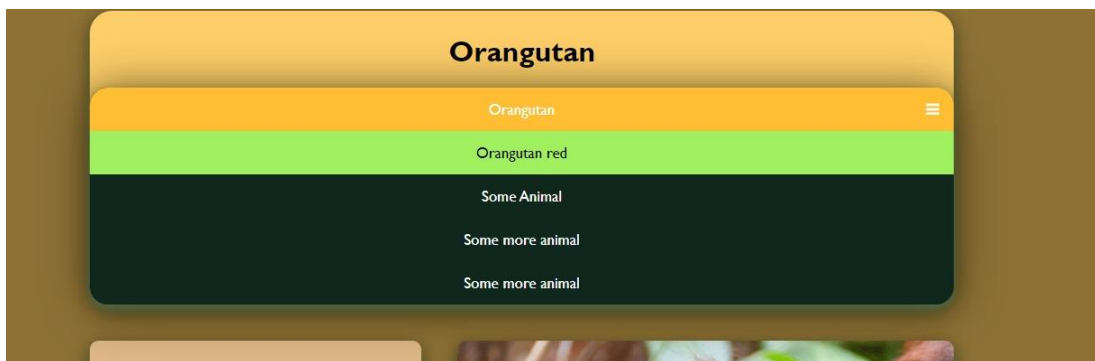 Orangutan
Orangutan
Orangutan red
Some Animal
Some more animal
Some more animal